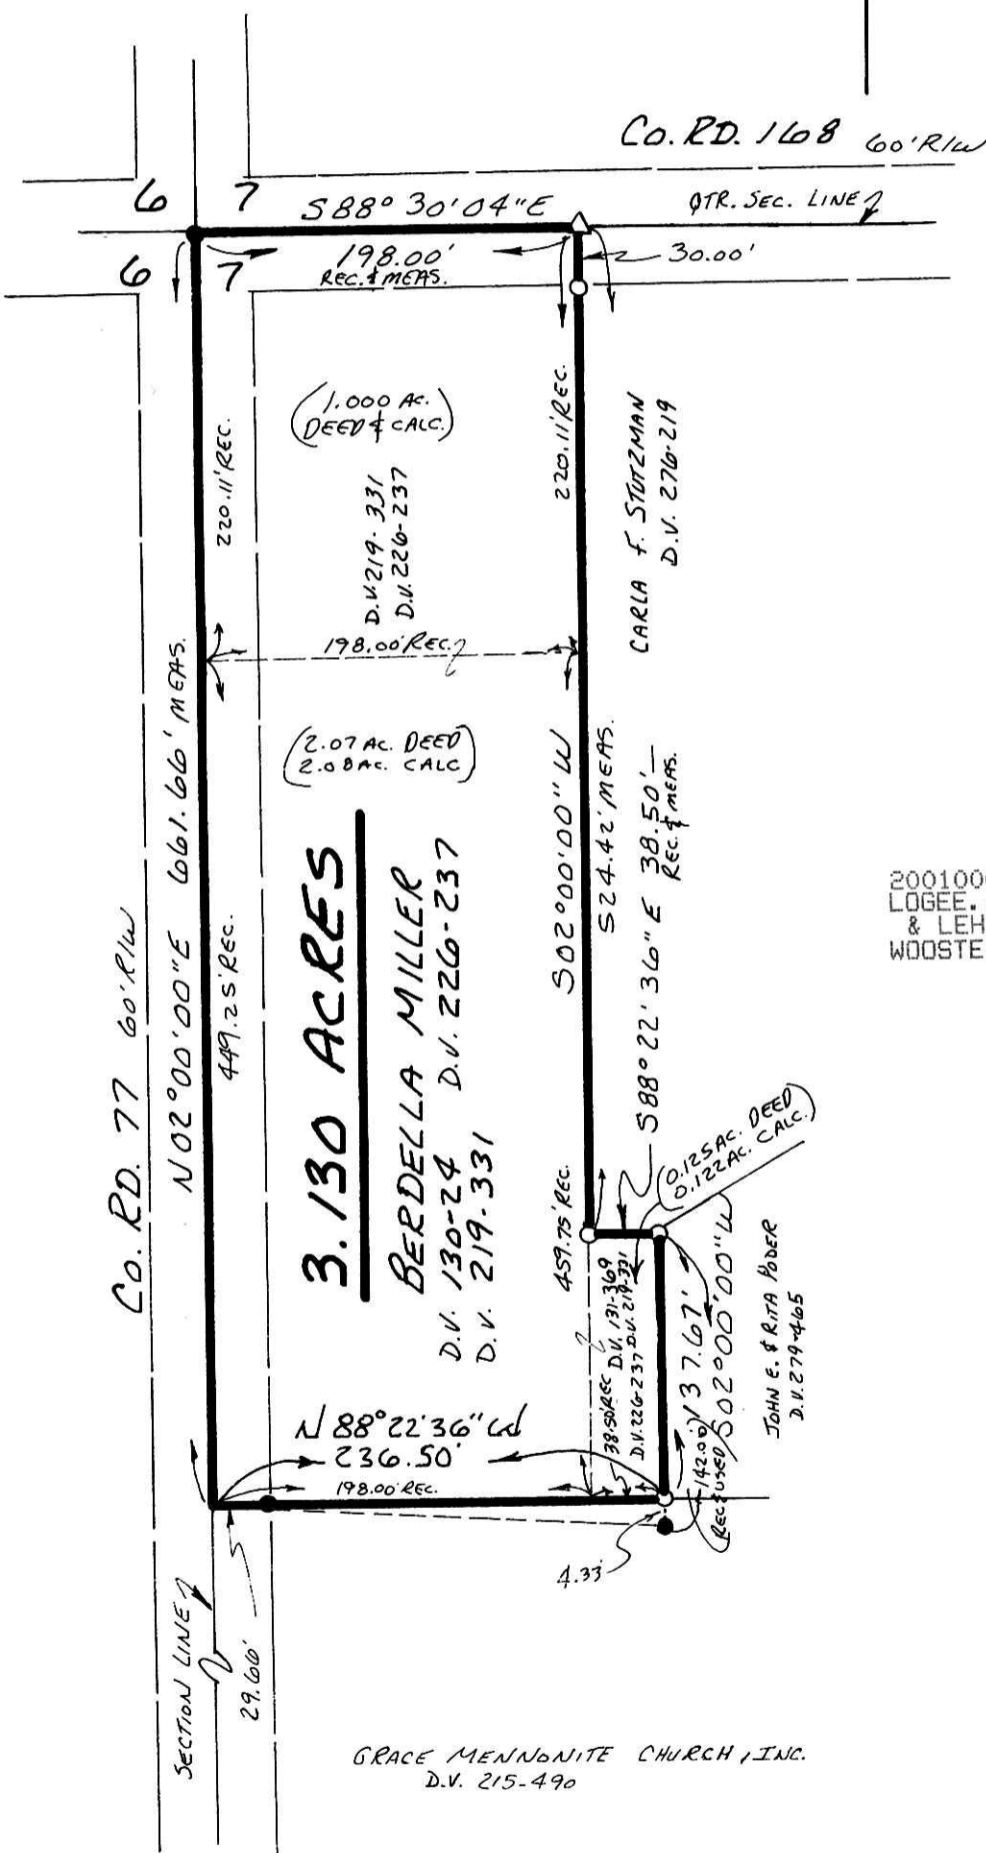 CO. RD. 168 60' R/W
6 7
S88° 30' 04" E
QTR. SEC. LINE
198.00'
REC. & MEAS.
30.00'
6 7
(1.000 AC.
DEED & CALC.)
220.11' REC.
220.11' REC.
D.V. 219-331
D.V. 226-237
CARLA F. STUTZMAN
D.V. 276-219
198.00' REC.
(2.07 AC. DEED
2.08 AC. CALC)
CO. RD. 77 60' R/W
N 02° 00' 00" E 661.66' MEAS.
449.25' REC.
3.130 ACRES
BERDELLA MILLER
D.V. 130-24 D.V. 226-237
D.V. 219-331
S02° 00' 00" W
524.42' MEAS.
459.75' REC.
S88° 22' 36" E 38.50'
REC. & MEAS.
200100
LOGEE,
& LEH
WOOSTE
(0.125 AC. DEED
0.122 AC. CALC.)
38.50' REC
D.V. 131-369
D.V. 226-237 D.V. 219-331
137.67'
S02° 00' 00" W
(142.00'
REC & USED)
JOHN E. & RITA YODER
D.V. 279-465
N 88° 22' 36" W
236.50'
198.00' REC.
4.33'
SECTION LINE
29.66'
GRACE MENNONITE CHURCH, INC.
D.V. 215-490